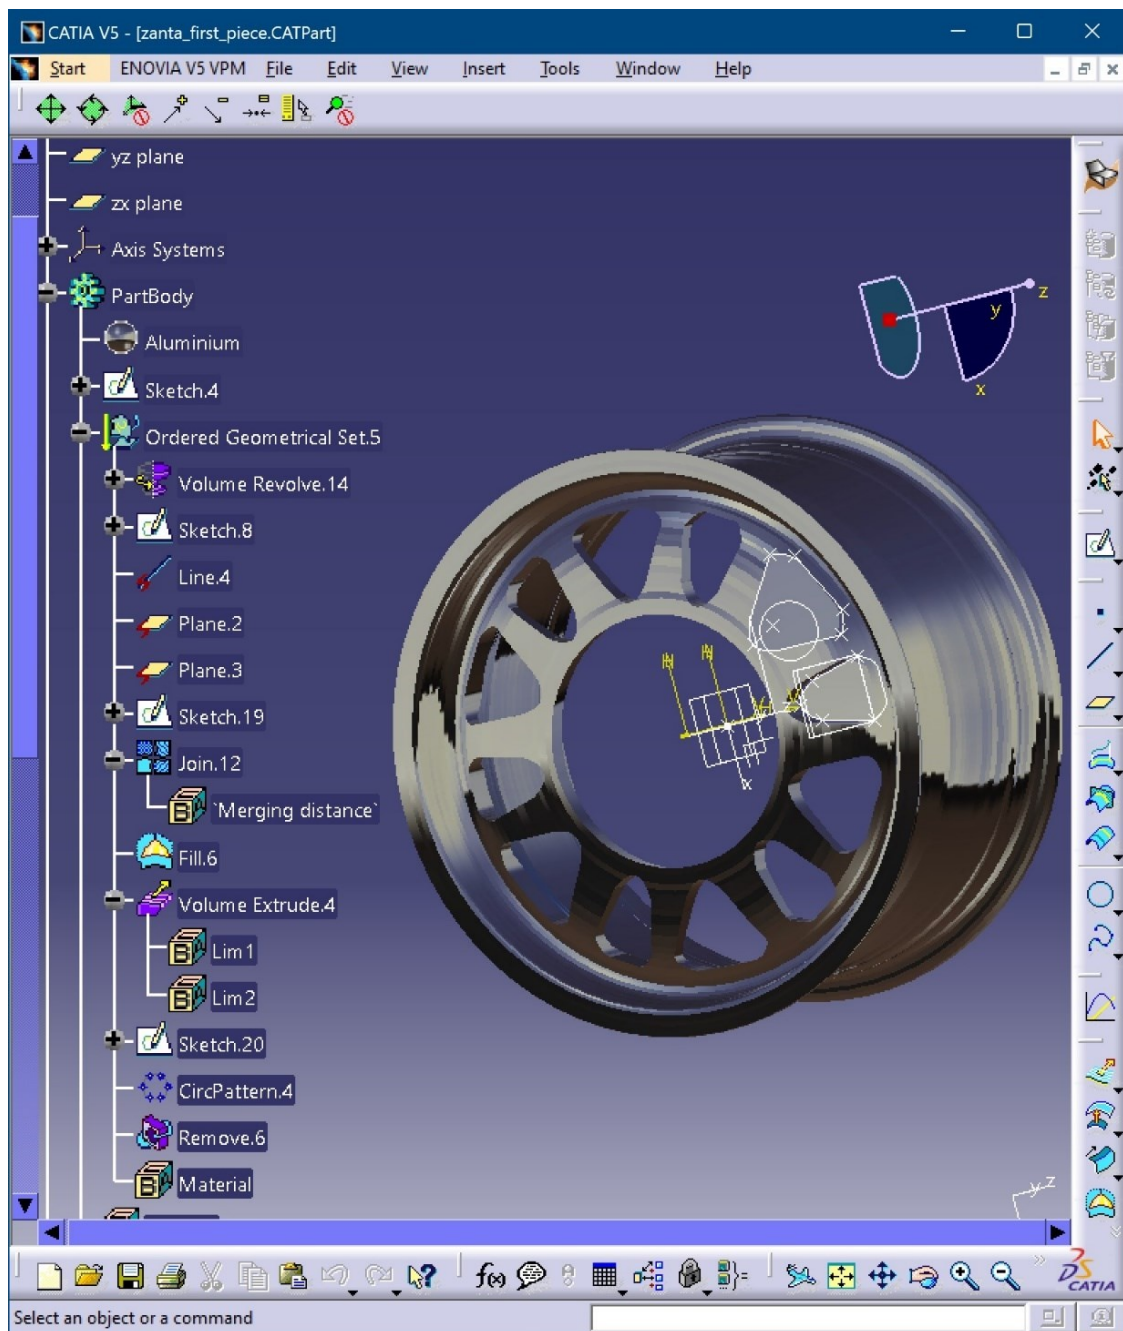 CATIA V5 - [zanta_first_piece.CATPart]
Start ENOVIA V5 VPM File Edit View Insert Tools Window Help
yz plane
zx plane
Axis Systems
PartBody
Aluminium
Sketch.4
Ordered Geometrical Set.5
Volume Revolve.14
Sketch.8
Line.4
Plane.2
Plane.3
Sketch.19
Join.12
`Merging distance`
Fill.6
Volume Extrude.4
Lim1
Lim2
Sketch.20
CircPattern.4
Remove.6
Material
z
y
x
y z
f(x)
CATIA
Select an object or a command